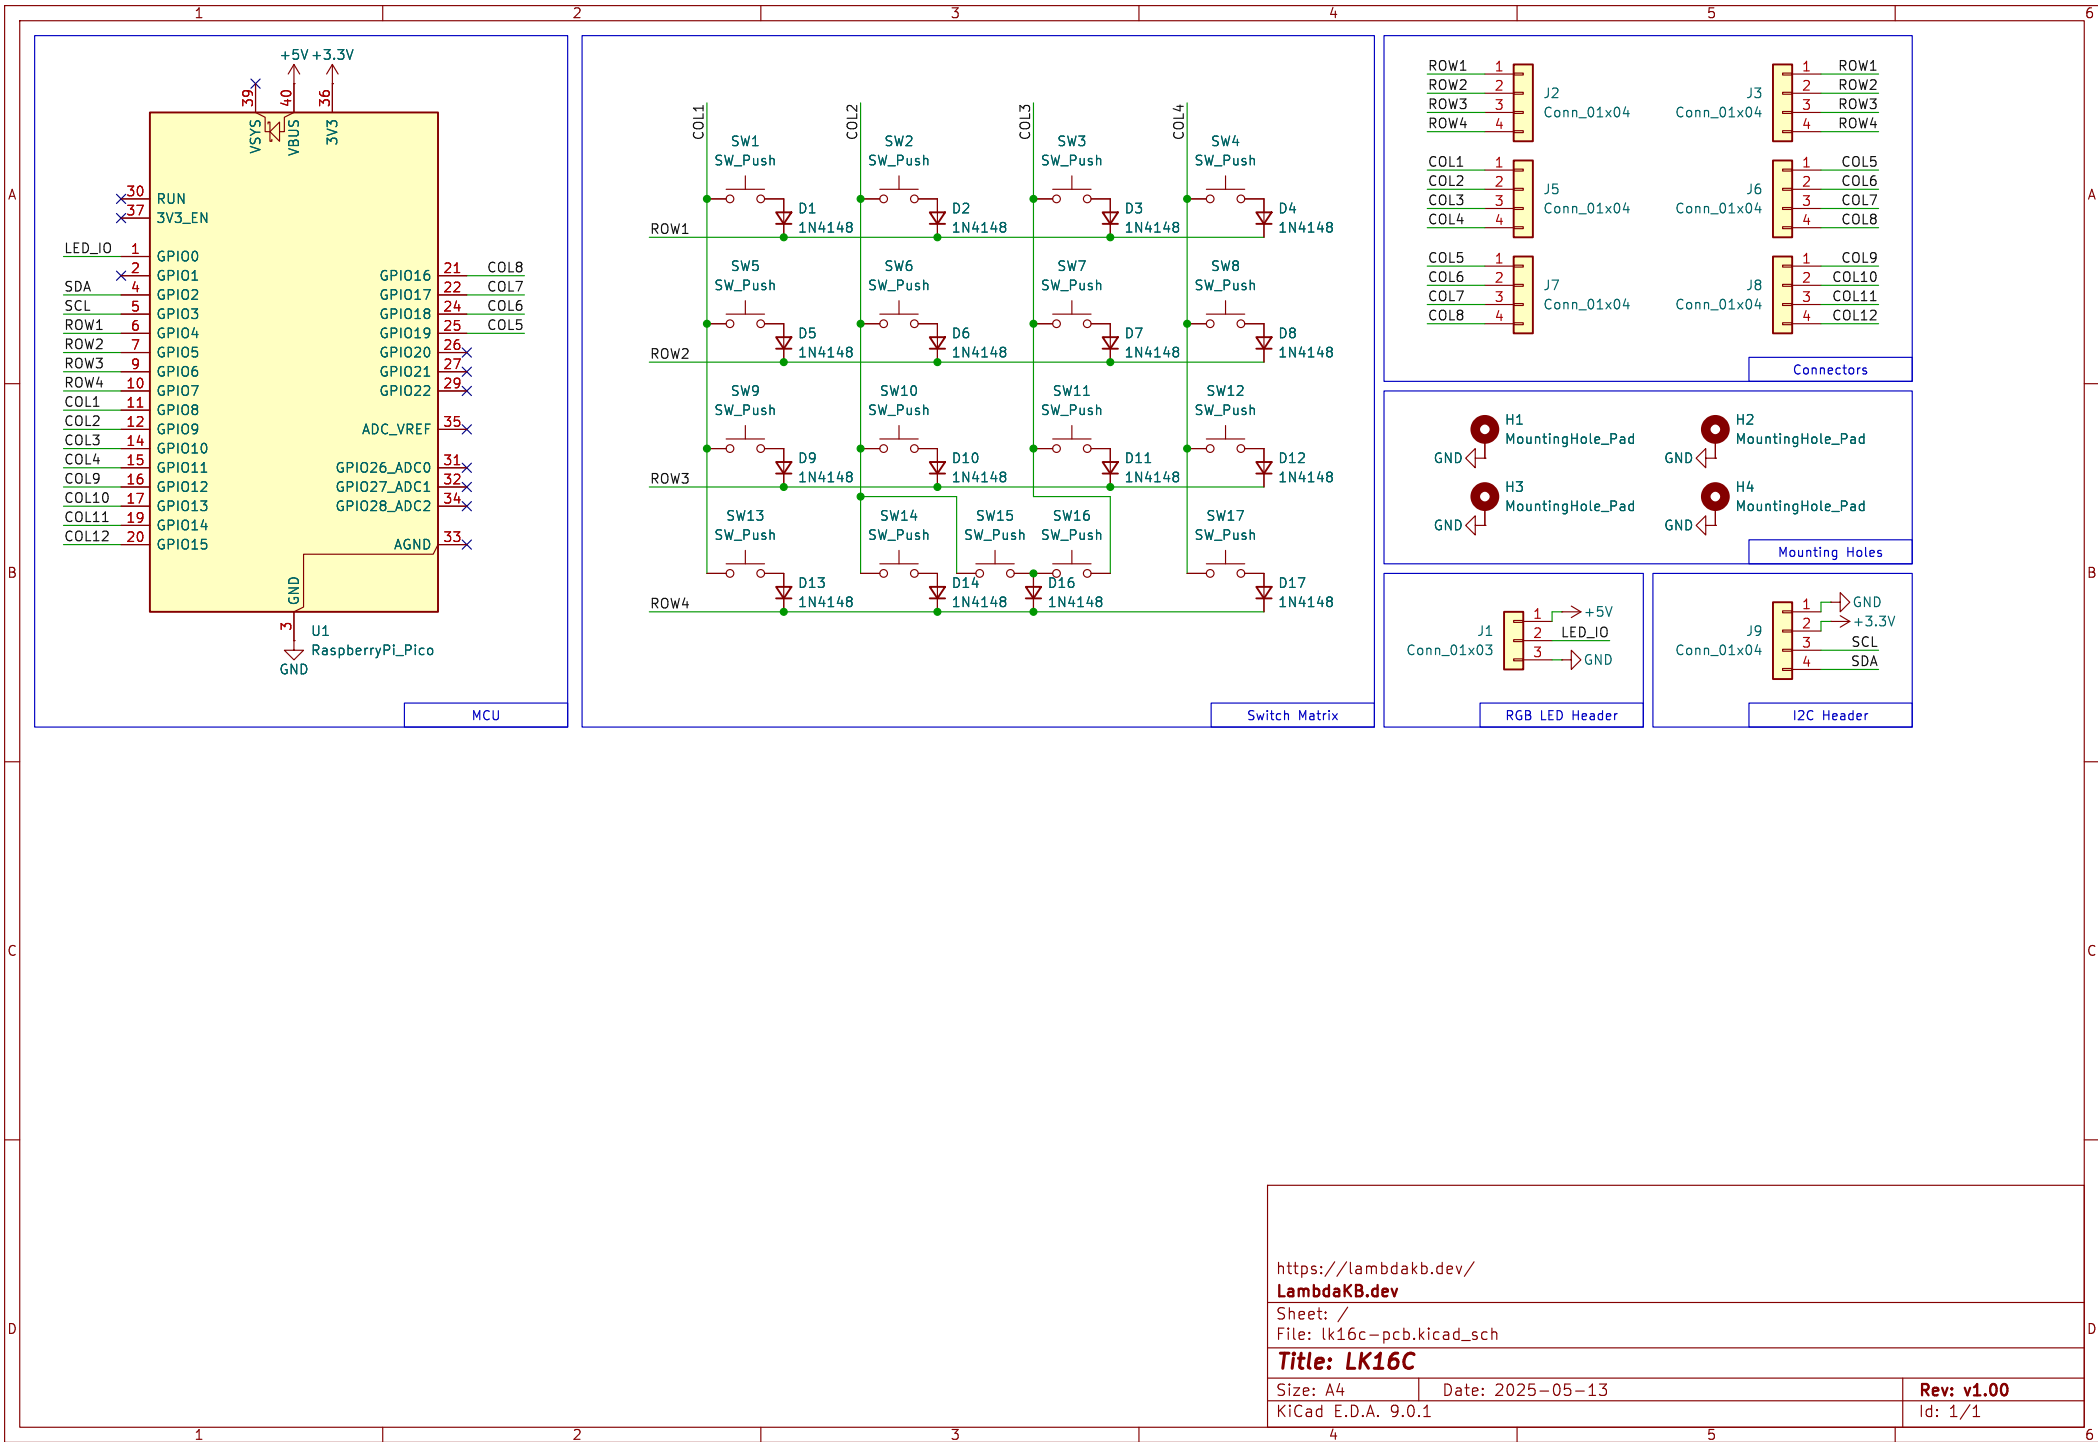 1 2 3 4 5 6
A
B
C
D
+5V +3.3V
39 40 36
VSYS VBUS 3V3
30 RUN
37 3V3_EN
LED_IO 1 GPIO0
2 GPIO1
SDA 4 GPIO2
SCL 5 GPIO3
ROW1 6 GPIO4
ROW2 7 GPIO5
ROW3 9 GPIO6
ROW4 10 GPIO7
COL1 11 GPIO8
COL2 12 GPIO9
COL3 14 GPIO10
COL4 15 GPIO11
COL9 16 GPIO12
COL10 17 GPIO13
COL11 19 GPIO14
COL12 20 GPIO15
GPIO16 21 COL8
GPIO17 22 COL7
GPIO18 24 COL6
GPIO19 25 COL5
GPIO20 26
GPIO21 27
GPIO22 29
ADC_VREF 35
GPIO26_ADC0 31
GPIO27_ADC1 32
GPIO28_ADC2 34
AGND 33
GND
3
U1
RaspberryPi_Pico
GND
MCU
COL1 COL2 COL3 COL4
SW1 SW2 SW3 SW4
SW_Push SW_Push SW_Push SW_Push
D1 D2 D3 D4
1N4148 1N4148 1N4148 1N4148
ROW1
SW5 SW6 SW7 SW8
SW_Push SW_Push SW_Push SW_Push
D5 D6 D7 D8
1N4148 1N4148 1N4148 1N4148
ROW2
SW9 SW10 SW11 SW12
SW_Push SW_Push SW_Push SW_Push
D9 D10 D11 D12
1N4148 1N4148 1N4148 1N4148
ROW3
SW13 SW14 SW15 SW16 SW17
SW_Push SW_Push SW_Push SW_Push SW_Push
D13 D14 D16 D17
1N4148 1N4148 1N4148 1N4148
ROW4
Switch Matrix
ROW1 1
ROW2 2
ROW3 3
ROW4 4
J2
Conn_01x04
1 ROW1
2 ROW2
3 ROW3
4 ROW4
J3
Conn_01x04
COL1 1
COL2 2
COL3 3
COL4 4
J5
Conn_01x04
1 COL5
2 COL6
3 COL7
4 COL8
J6
Conn_01x04
COL5 1
COL6 2
COL7 3
COL8 4
J7
Conn_01x04
1 COL9
2 COL10
3 COL11
4 COL12
J8
Conn_01x04
Connectors
H1
MountingHole_Pad
GND
H2
MountingHole_Pad
GND
H3
MountingHole_Pad
GND
H4
MountingHole_Pad
GND
Mounting Holes
J1
Conn_01x03
1 +5V
2 LED_IO
3 GND
RGB LED Header
J9
Conn_01x04
1 GND
2 +3.3V
3 SCL
4 SDA
I2C Header
https://lambdakb.dev/
LambdaKB.dev
Sheet: /
File: lk16c-pcb.kicad_sch
Title: LK16C
Size: A4 Date: 2025-05-13 Rev: v1.00
KiCad E.D.A. 9.0.1 Id: 1/1
A
B
C
D
1 2 3 4 5 6